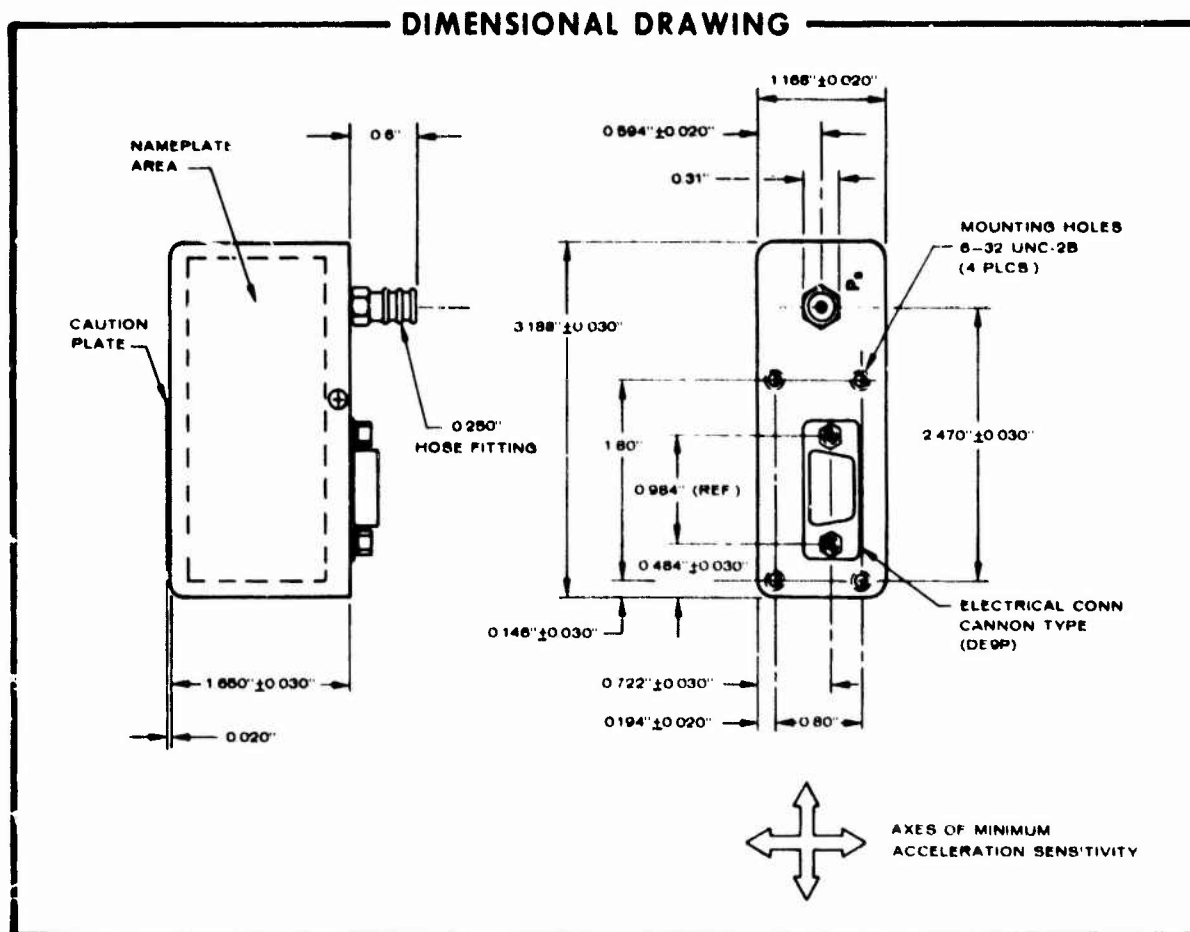 DIMENSIONAL DRAWING
1.166"±0.020"
0.6"
0.594"±0.020"
NAMEPLATE
AREA
0.31"
MOUNTING HOLES
6-32 UNC-2B
(4 PLCS)
Ps
CAUTION
PLATE
3.188"±0.030"
0.250"
HOSE FITTING
1.80"
2.470"±0.030"
0.984" (REF)
0.464"±0.030"
ELECTRICAL CONN
CANNON TYPE
(DE9P)
0.146"±0.030"
1.650"±0.030"
0.722"±0.030"
0.194"±0.020"
0.80"
0.020"
AXES OF MINIMUM
ACCELERATION SENSITIVITY